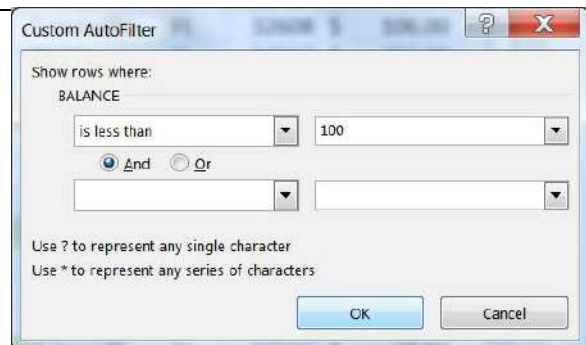 Custom AutoFilter
Show rows where:
BALANCE
is less than 100
And Or
Use ? to represent any single character
Use * to represent any series of characters
OK Cancel